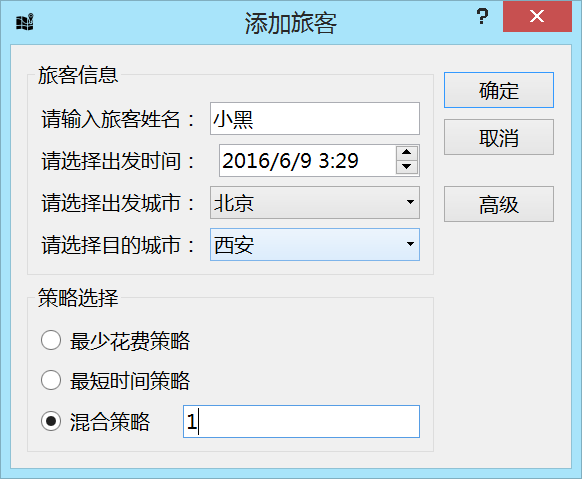 添加旅客
?
旅客信息
请输入旅客姓名： 小黑
请选择出发时间： 2016/6/9 3:29
请选择出发城市： 北京
请选择目的城市： 西安
确定
取消
高级
策略选择
最少花费策略
最短时间策略
混合策略 1